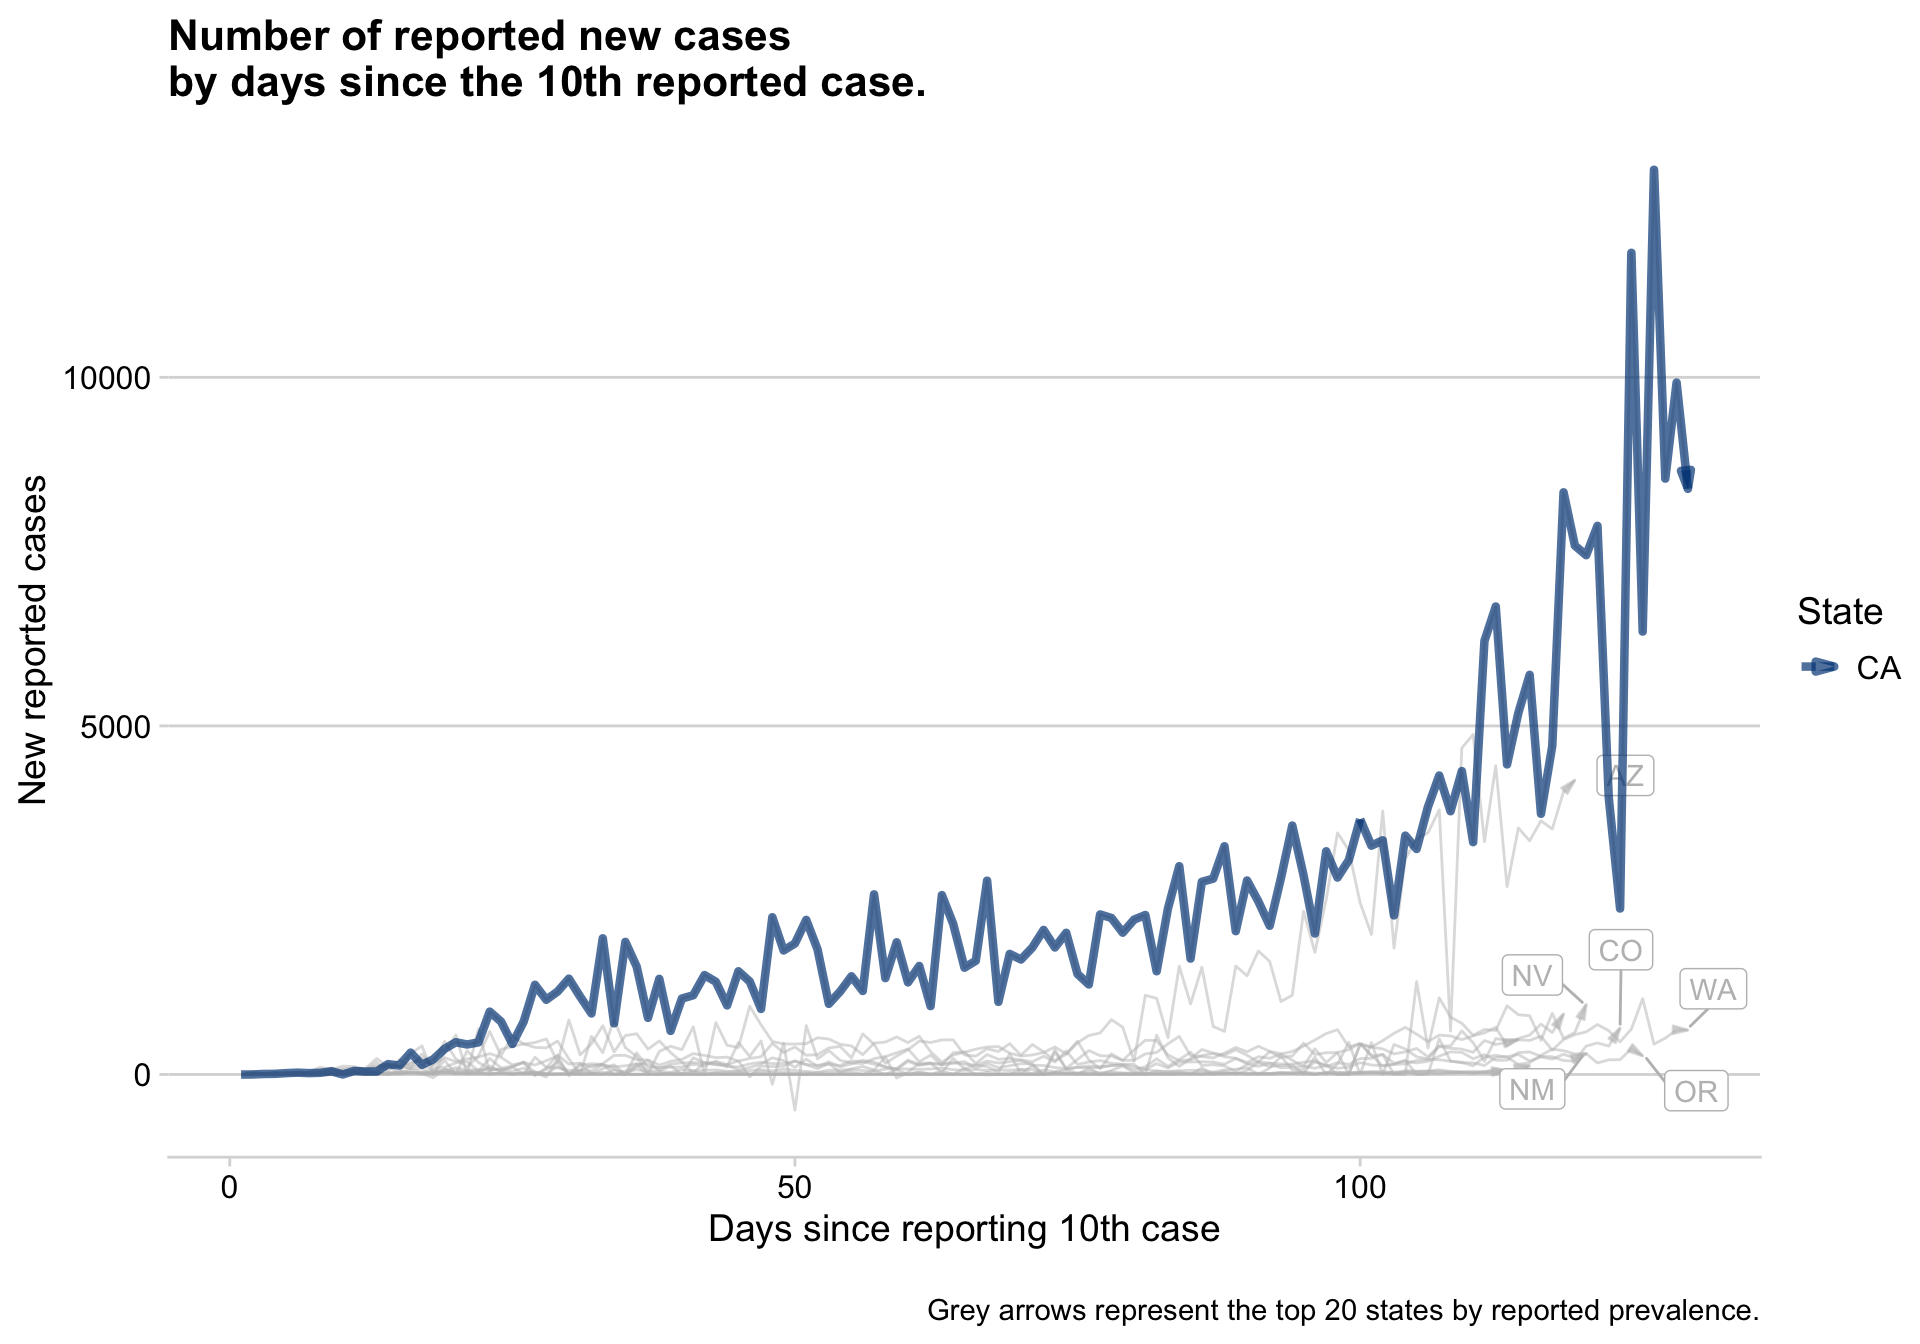 Number of reported new cases
by days since the 10th reported case.
New reported cases
10000
5000
0
AZ
CO
NV
WA
NM
OR
0
50
100
Days since reporting 10th case
State
CA
Grey arrows represent the top 20 states by reported prevalence.